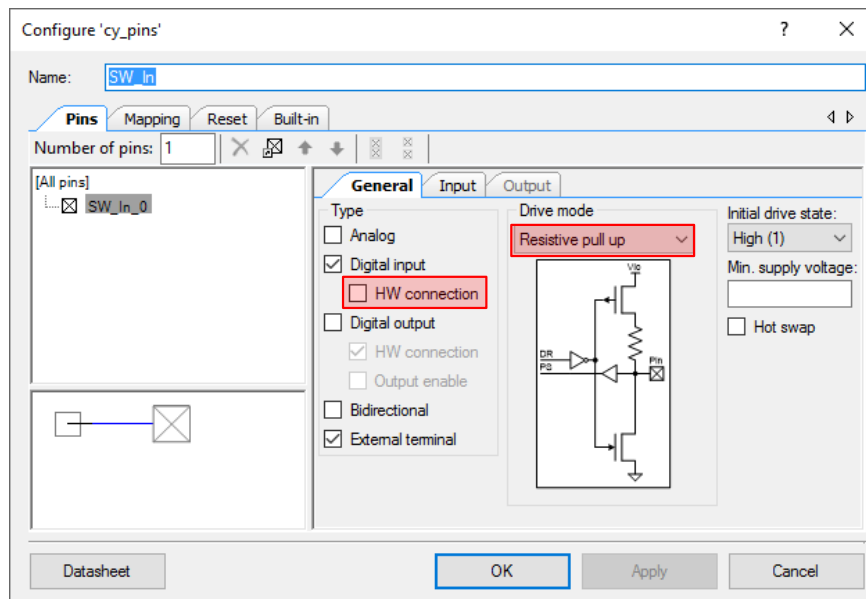 Configure 'cy_pins'
?
Name: SW_In
Pins Mapping Reset Built-in
Number of pins: 1
[All pins]
SW_In_0
General Input Output
Type
Analog
Digital input
HW connection
Digital output
HW connection
Output enable
Bidirectional
External terminal
Drive mode
Resistive pull up
Vio
DR
PS
Pin
Initial drive state:
High (1)
Min. supply voltage:
Hot swap
Datasheet OK Apply Cancel